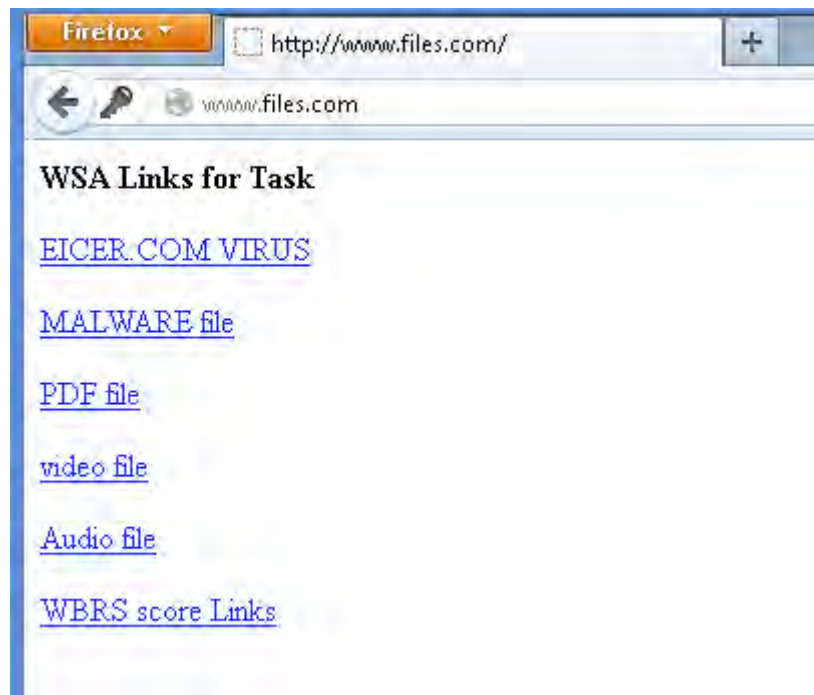 Firefox
http://www.files.com/
www.files.com
WSA Links for Task
EICER.COM VIRUS
MALWARE file
PDF file
video file
Audio file
WBRS score Links